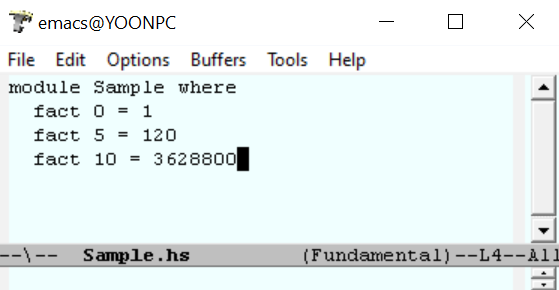 emacs@YOONPC
File Edit Options Buffers Tools Help
module Sample where
  fact 0 = 1
  fact 5 = 120
  fact 10 = 3628800
--\--  Sample.hs         (Fundamental)--L4--All